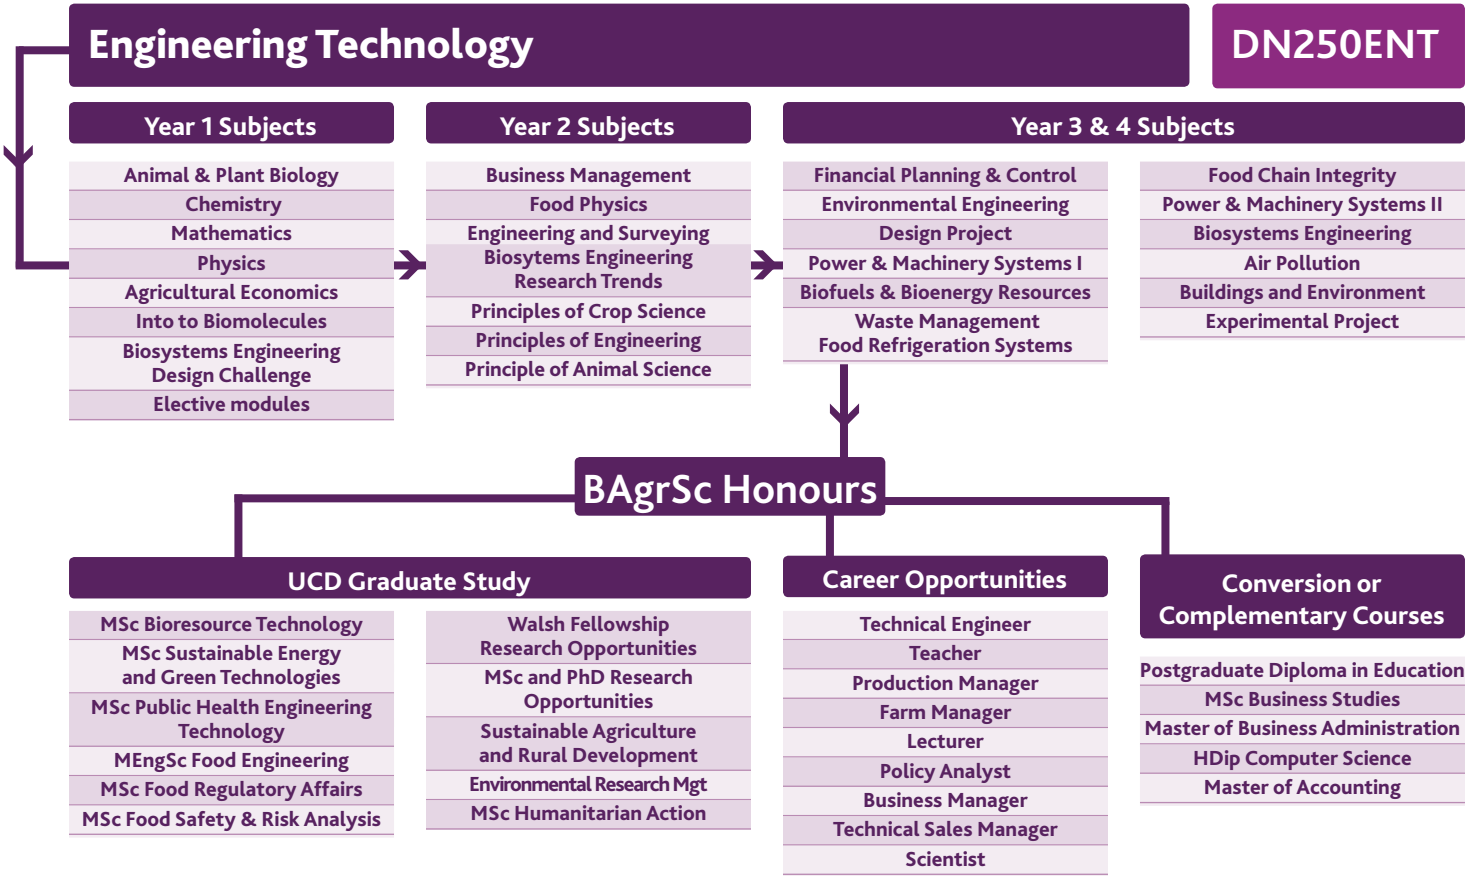 Engineering Technology
DN250ENT
Year 1 Subjects
Animal & Plant Biology
Chemistry
Mathematics
Physics
Agricultural Economics
Into to Biomolecules
Biosystems Engineering
Design Challenge
Elective modules
Year 2 Subjects
Business Management
Food Physics
Engineering and Surveying
Biosytems Engineering
Research Trends
Principles of Crop Science
Principles of Engineering
Principle of Animal Science
Year 3 & 4 Subjects
Financial Planning & Control
Environmental Engineering
Design Project
Power & Machinery Systems I
Biofuels & Bioenergy Resources
Waste Management
Food Refrigeration Systems
Food Chain Integrity
Power & Machinery Systems II
Biosystems Engineering
Air Pollution
Buildings and Environment
Experimental Project
BAgrSc Honours
UCD Graduate Study
MSc Bioresource Technology
MSc Sustainable Energy
and Green Technologies
MSc Public Health Engineering
Technology
MEngSc Food Engineering
MSc Food Regulatory Affairs
MSc Food Safety & Risk Analysis
Walsh Fellowship
Research Opportunities
MSc and PhD Research
Opportunities
Sustainable Agriculture
and Rural Development
Environmental Research Mgt
MSc Humanitarian Action
Career Opportunities
Technical Engineer
Teacher
Production Manager
Farm Manager
Lecturer
Policy Analyst
Business Manager
Technical Sales Manager
Scientist
Conversion or
Complementary Courses
Postgraduate Diploma in Education
MSc Business Studies
Master of Business Administration
HDip Computer Science
Master of Accounting